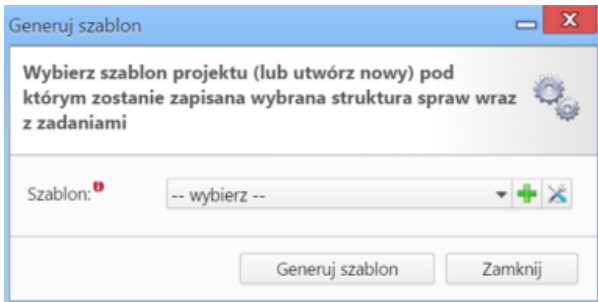 Generuj szablon
Wybierz szablon projektu (lub utwórz nowy) pod
którym zostanie zapisana wybrana struktura spraw wraz
z zadaniami
Szablon:
-- wybierz --
Generuj szablon
Zamknij